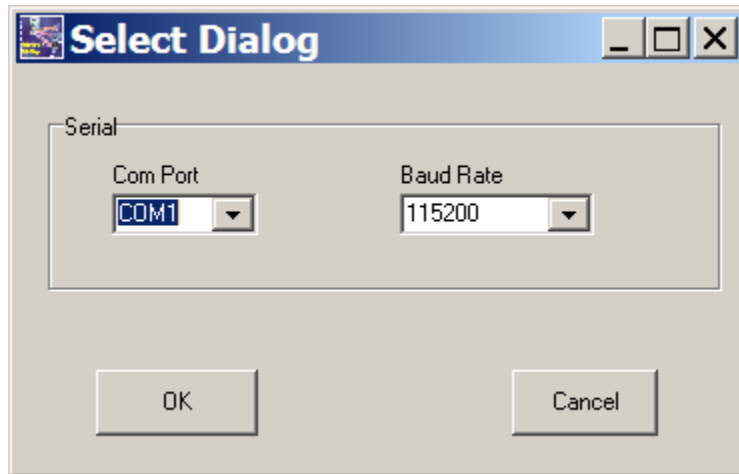 Select Dialog
Serial
Com Port Baud Rate
COM1 115200
OK Cancel